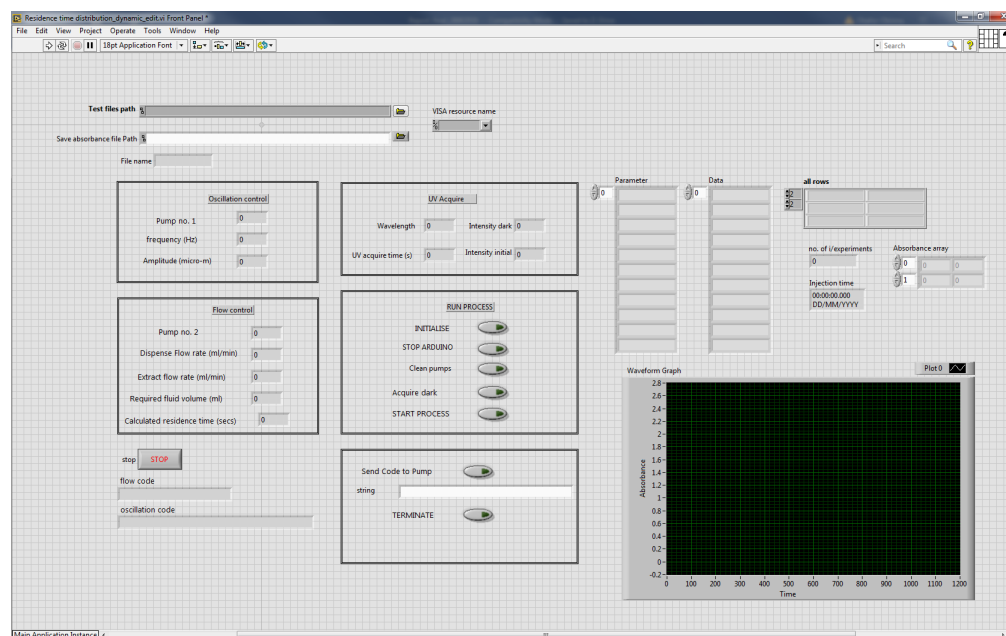 Residence time distribution_dynamic_edit.vi Front Panel *
File Edit View Project Operate Tools Window Help
18pt Application Font
Search
Test files path
VISA resource name
Save absorbance file Path
File name
Parameter
Data
all rows
0
0
Oscillation control
Pump no. 1 0
frequency (Hz) 0
Amplitude (micro-m) 0
UV Acquire
Wavelength 0 Intensity dark 0
UV acquire time (s) 0 Intensity initial 0
no. of i/experiments
0
Absorbance array
0 0 0
1 0 0
Injection time
00:00:00.000
DD/MM/YYYY
Flow control
Pump no. 2 0
Dispense Flow rate (ml/min) 0
Extract flow rate (ml/min) 0
Required fluid volume (ml) 0
Calculated residence time (secs) 0
RUN PROCESS
INITIALISE
STOP ARDUINO
Clean pumps
Acquire dark
START PROCESS
stop STOP
flow code
oscillation code
Send Code to Pump
string
TERMINATE
Waveform Graph
Plot 0
Absorbance
2.8
2.6
2.4
2.2
2
1.8
1.6
1.4
1.2
1
0.8
0.6
0.4
0.2
0
-0.2
0 100 200 300 400 500 600 700 800 900 1000 1100 1200
Time
Main Application Instance